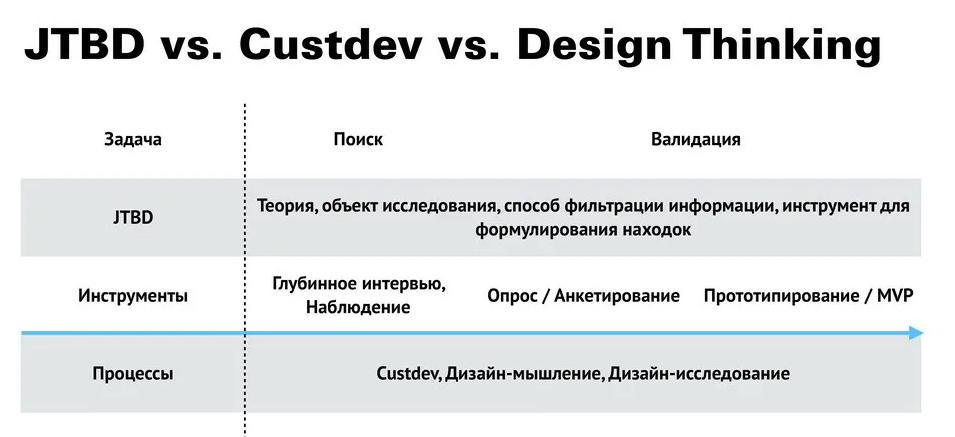 JTBD vs. Custdev vs. Design Thinking
Задача
Поиск
Валидация
JTBD
Теория, объект исследования, способ фильтрации информации, инструмент для
формулирования находок
Инструменты
Глубинное интервью,
Наблюдение
Опрос / Анкетирование
Прототипирование / MVP
Процессы
Custdev, Дизайн-мышление, Дизайн-исследование